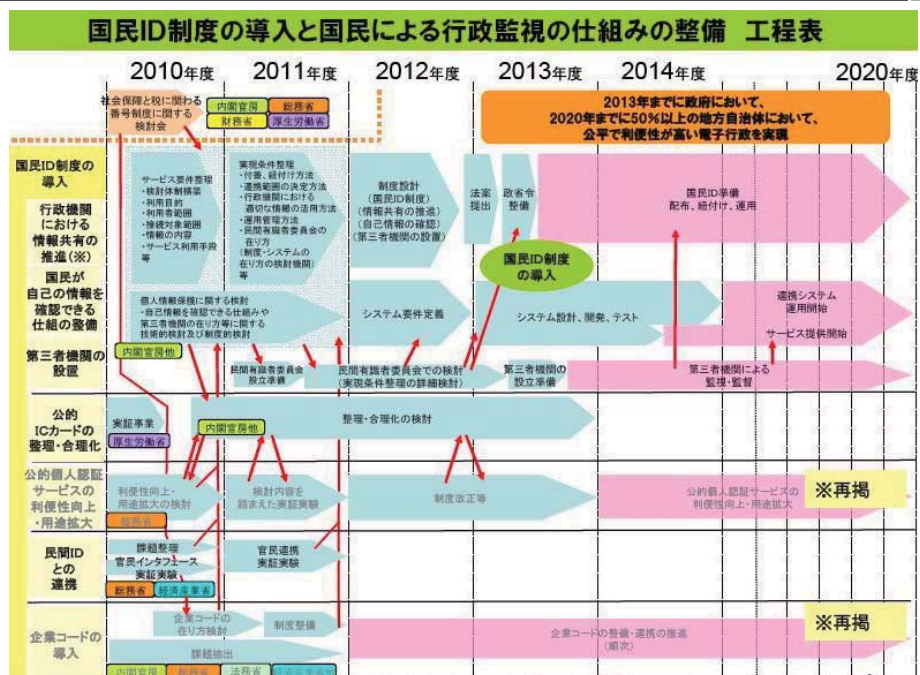 国民ID制度の導入と国民による行政監視の仕組みの整備 工程表
2010年度
2011年度
2012年度
2013年度
2014年度
2020年度
社会保障と税に関わる
番号制度に関する
検討会
内閣官房
総務省
財務省
厚生労働省
2013年までに政府において、
2020年までに50%以上の地方自治体において、
公平で利便性が高い電子行政を実現
国民ID制度の
導入
行政機関
における
情報共有の
推進(※)
国民が
自己の情報を
確認できる
仕組の整備
第三者機関の
設置
サービス要件整理
・検討体制構築
・利用目的
・利用者範囲
・接続対象範囲
・情報の内容
・サービス利用手段
等
実現条件整理
・付番、紐付け方法
・連携範囲の決定方法
・行政機関における
適切な情報の活用方法
・運用管理方法
・民間有識者委員会の
在り方
(制度・システムの
在り方の検討機関)
等
制度設計
(国民ID制度)
(情報共有の推進)
(自己情報の確認)
(第三者機関の設置)
法案
提出
政省令
整備
国民ID準備
配布、紐付け、運用
国民ID制度
の導入
個人情報保護に関する検討
・自己情報を確認できる仕組みや
第三者機関の在り方等に関する
技術的検討及び制度的検討
内閣官房他
システム要件定義
システム設計、開発、テスト
連携システム
運用開始
サービス提供開始
民間有識者委員会
設立準備
民間有識者委員会での検討
(実現条件整理の詳細検討)
第三者機関の
設立準備
第三者機関による
監視・監督
公的
ICカードの
整理・合理化
実証事業
厚生労働省
内閣官房他
整理・合理化の検討
公的個人認証
サービスの
利便性向上
・用途拡大
利便性向上・
用途拡大の検討
総務省
検討内容を
踏まえた実証実験
制度改正等
公的個人認証サービスの
利便性向上・用途拡大
※再掲
民間ID
との
連携
課題整理
官民インタフェース
実証実験
総務省
経済産業省
官民連携
実証実験
企業コードの
導入
企業コードの
在り方検討
制度整備
課題抽出
内閣官房
総務省
法務省
企業コードの整備・連携の推進
(順次)
※再掲